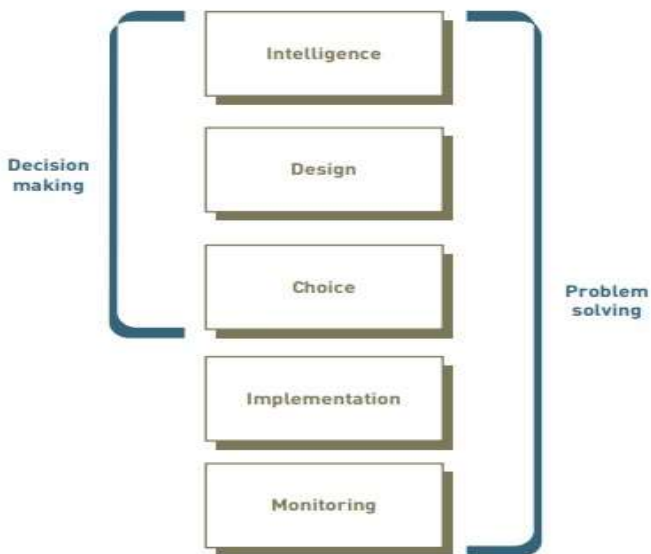 Intelligence
Decision
making
Design
Choice
Problem
solving
Implementation
Monitoring